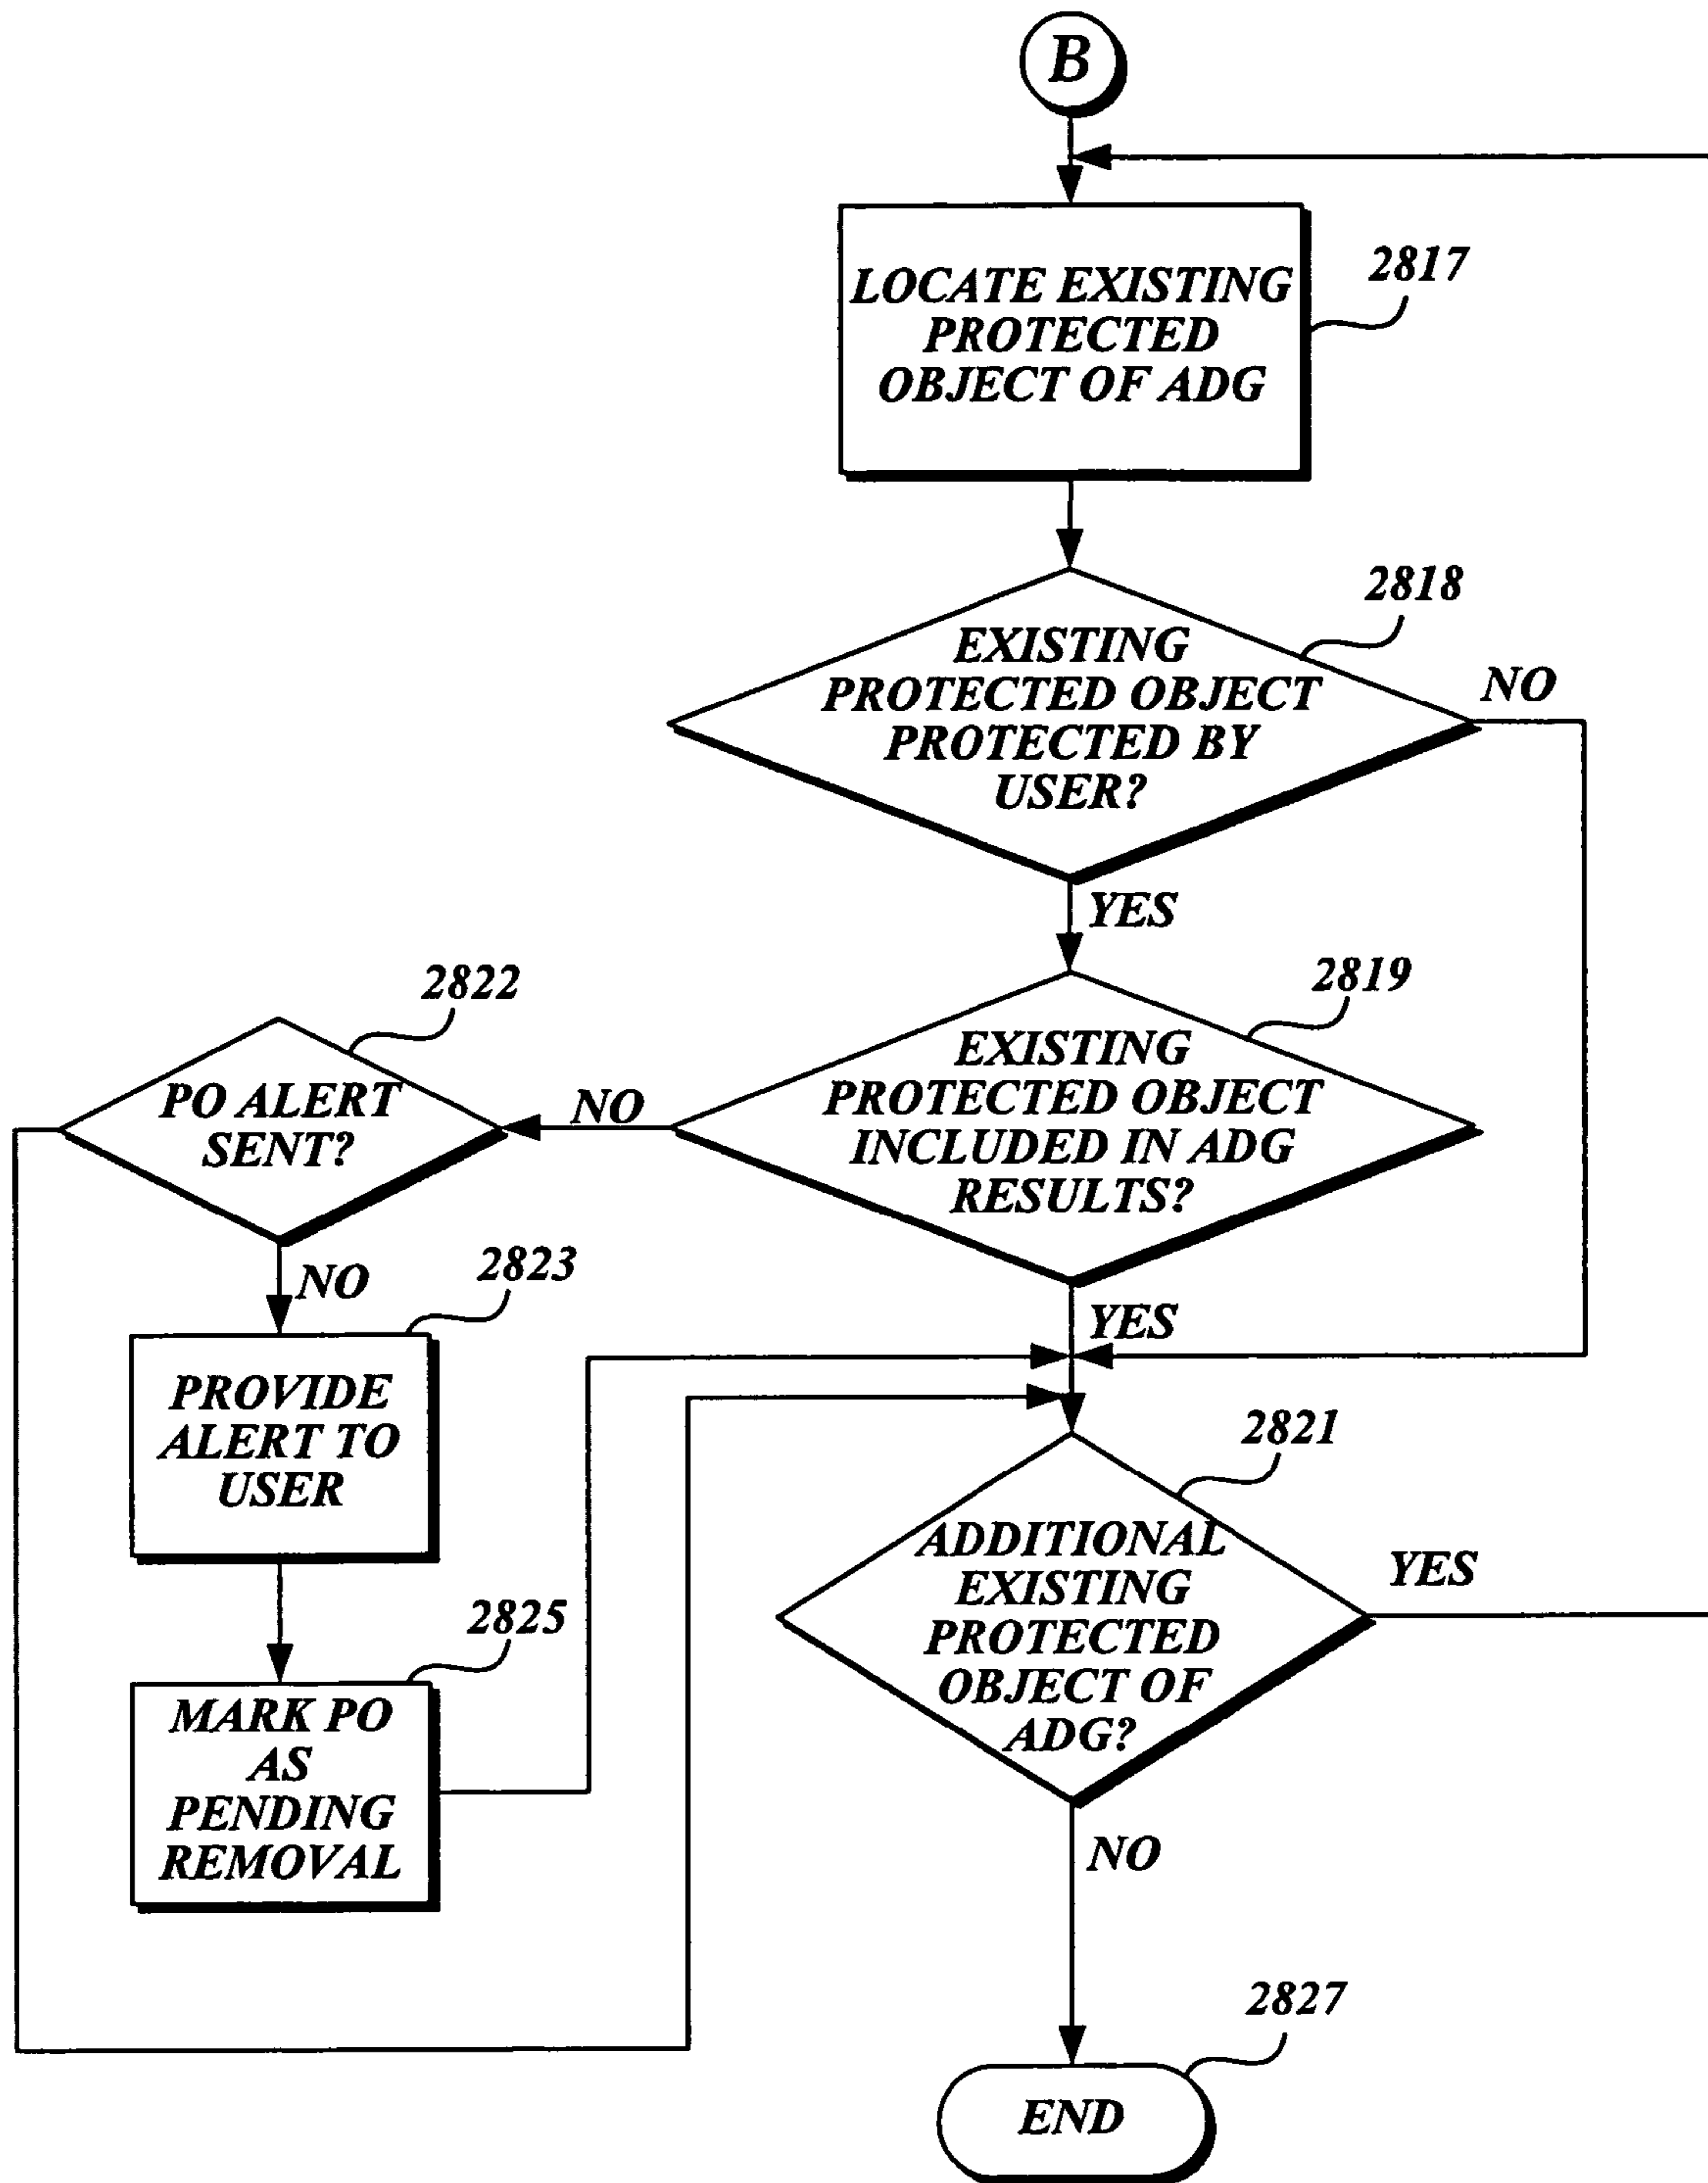 B
2817
LOCATE EXISTING
PROTECTED
OBJECT OF ADG
2818
EXISTING
PROTECTED OBJECT
PROTECTED BY
USER?
NO
YES
2819
EXISTING
PROTECTED OBJECT
INCLUDED IN ADG
RESULTS?
NO
YES
2822
PO ALERT
SENT?
NO
2823
PROVIDE
ALERT TO
USER
2825
MARK PO
AS
PENDING
REMOVAL
2821
ADDITIONAL
EXISTING
PROTECTED
OBJECT OF
ADG?
YES
NO
2827
END